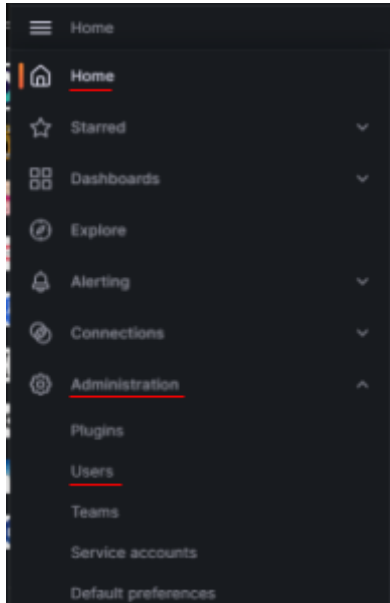 Home
Home
Starred
Dashboards
Explore
Alerting
Connections
Administration
Plugins
Users
Teams
Service accounts
Default preferences